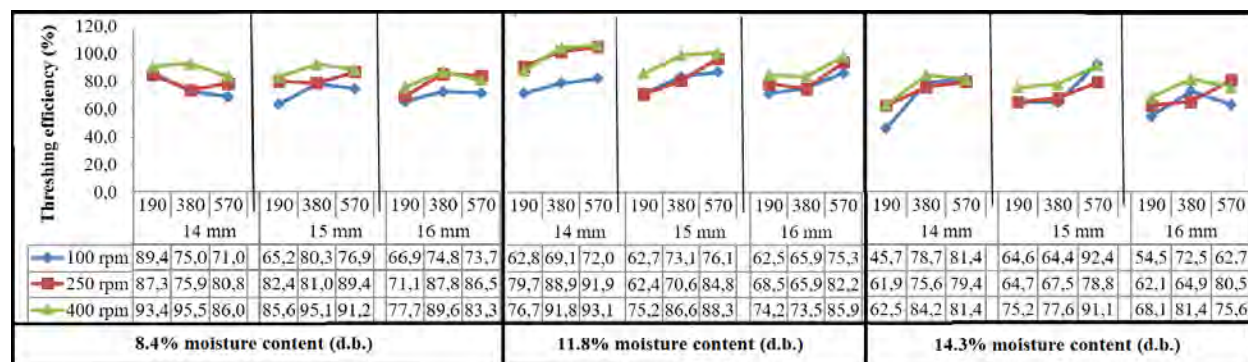 Threshing efficiency (%)
120,0
100,0
80,0
60,0
40,0
20,0
0,0
190 380 570 190 380 570 190 380 570 190 380 570 190 380 570 190 380 570 190 380 570 190 380 570 190 380 570
14 mm 15 mm 16 mm 14 mm 15 mm 16 mm 14 mm 15 mm 16 mm
100 rpm 89,4 75,0 71,0 65,2 80,3 76,9 66,9 74,8 73,7 62,8 69,1 72,0 62,7 73,1 76,1 62,5 65,9 75,3 45,7 78,7 81,4 64,6 64,4 92,4 54,5 72,5 62,7
250 rpm 87,3 75,9 80,8 82,4 81,0 89,4 71,1 87,8 86,5 79,7 88,9 91,9 62,4 70,6 84,8 68,5 65,9 82,2 61,9 75,6 79,4 64,7 67,5 78,8 62,1 64,9 80,5
400 rpm 93,4 95,5 86,0 85,6 95,1 91,2 77,7 89,6 83,3 76,7 91,8 93,1 75,2 86,6 88,3 74,2 73,5 85,9 62,5 84,2 81,4 75,2 77,6 91,1 68,1 81,4 75,6
8.4% moisture content (d.b.) 11.8% moisture content (d.b.) 14.3% moisture content (d.b.)